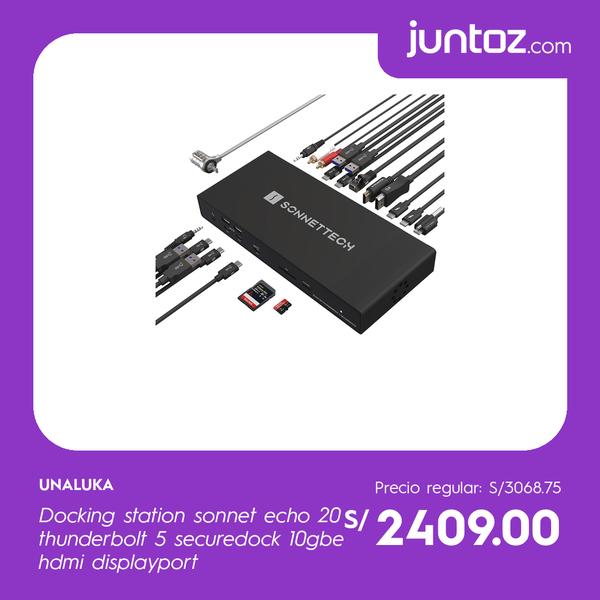 juntoz.com
SONNETTECH
UNALUKA
Precio regular: S/3068.75
Docking station sonnet echo 20
thunderbolt 5 securedock 10gbe
hdmi displayport
S/ 2409.00